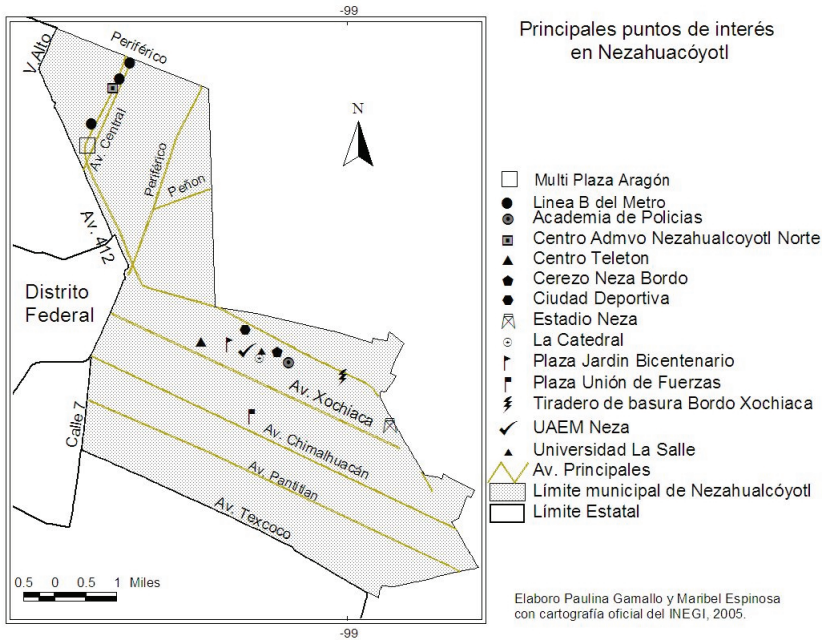 -99
Principales puntos de interés
en Nezahuacóyotl
V. Alto
Periférico
N
Av. Central
Periférico
Peñon
Av. 412
Distrito
Federal
Av. Xochiaca
Calle 7
Av. Chimalhuacán
Av. Pantitlan
Av. Texcoco
0.5 0 0.5 1 Miles
-99
Multi Plaza Aragón
Linea B del Metro
Academia de Policias
Centro Admvo Nezahualcoyotl Norte
Centro Teleton
Cerezo Neza Bordo
Ciudad Deportiva
Estadio Neza
La Catedral
Plaza Jardin Bicentenario
Plaza Unión de Fuerzas
Tiradero de basura Bordo Xochiaca
UAEM Neza
Universidad La Salle
Av. Principales
Límite municipal de Nezahualcóyotl
Límite Estatal
Elaboro Paulina Gamallo y Maribel Espinosa
con cartografía oficial del INEGI, 2005.